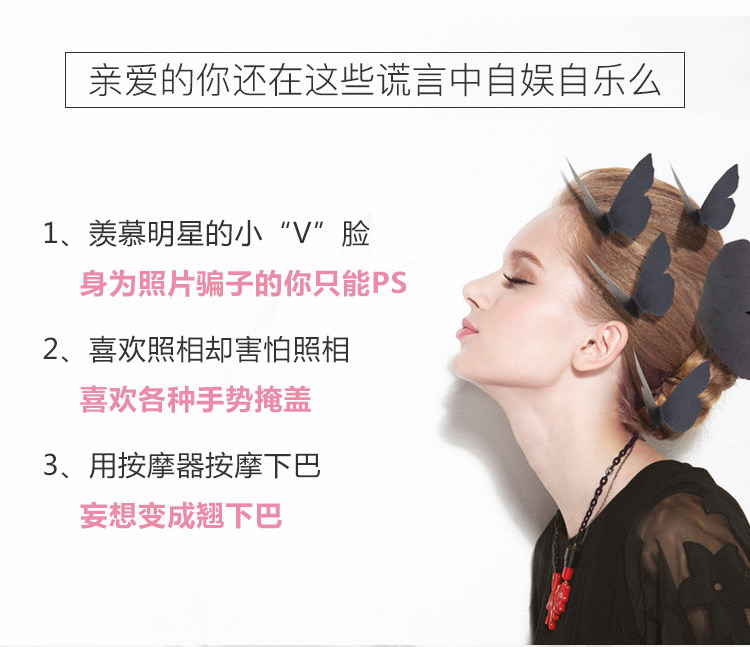 亲爱的你还在这些谎言中自娱自乐么
1、羡慕明星的小“V”脸
身为照片骗子的你只能PS
2、喜欢照相却害怕照相
喜欢各种手势掩盖
3、用按摩器按摩下巴
妄想变成翘下巴